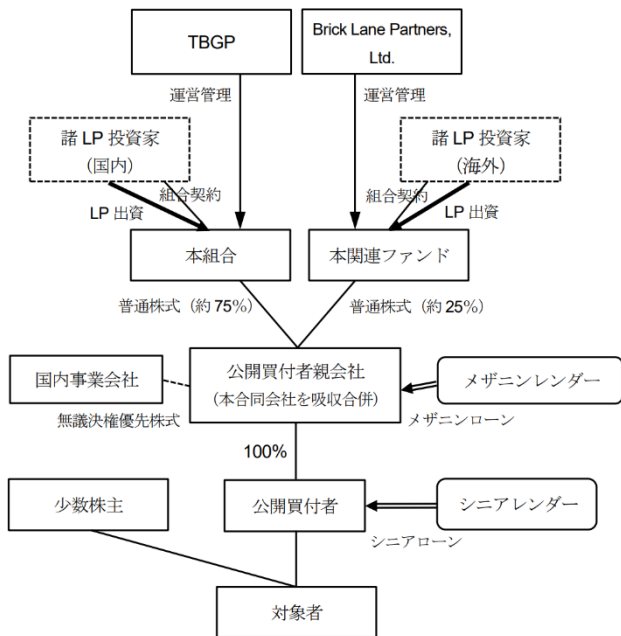 TBGP
Brick Lane Partners,
Ltd.
運営管理
運営管理
諸 LP 投資家
（国内）
諸 LP 投資家
（海外）
組合契約
LP 出資
組合契約
LP 出資
本組合
本関連ファンド
普通株式（約 75%）
普通株式（約 25%）
国内事業会社
公開買付者親会社
（本合同会社を吸収合併）
メザニンレンダー
無議決権優先株式
メザニンローン
100%
少数株主
公開買付者
シニアレンダー
シニアローン
対象者